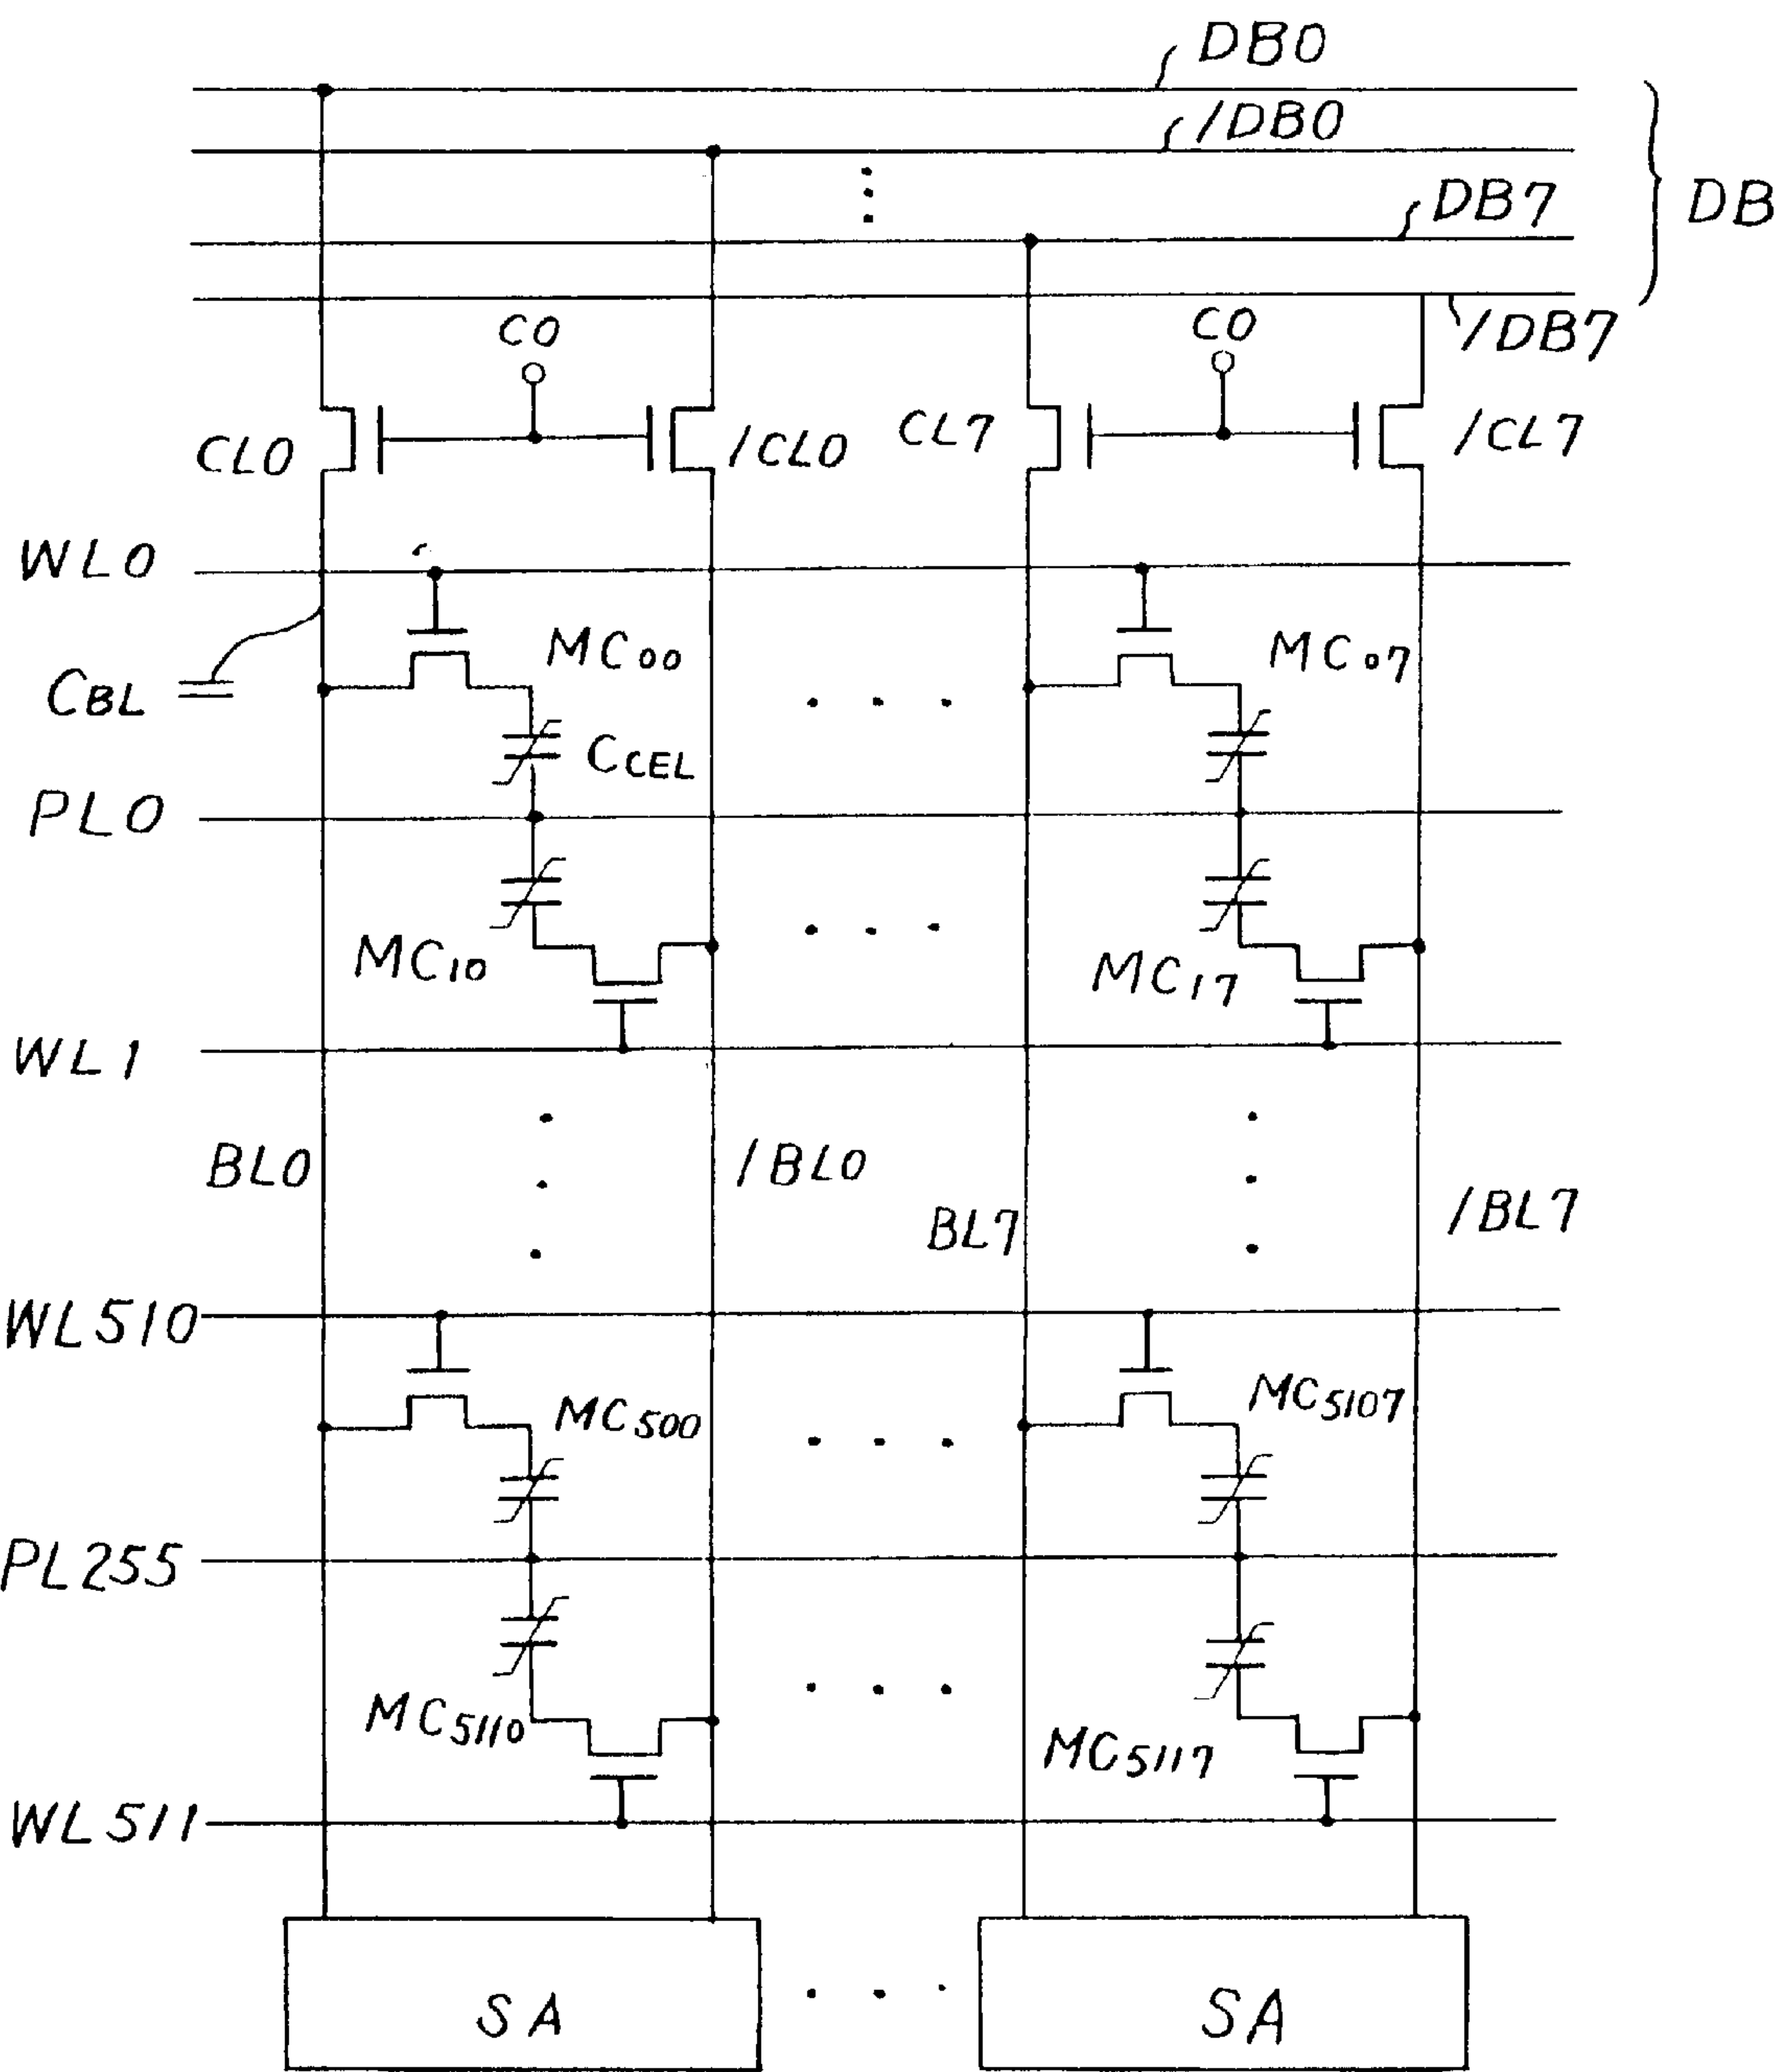 DB0
/DB0
DB7
DB
/DB7
C0
C0
CL0
/CL0
CL7
/CL7
WL0
MC00
MC07
CBL
CCEL
PL0
MC10
MC17
WL1
BL0
/BL0
BL7
/BL7
WL510
MC500
MC5107
PL255
MC5110
MC5117
WL511
SA
SA